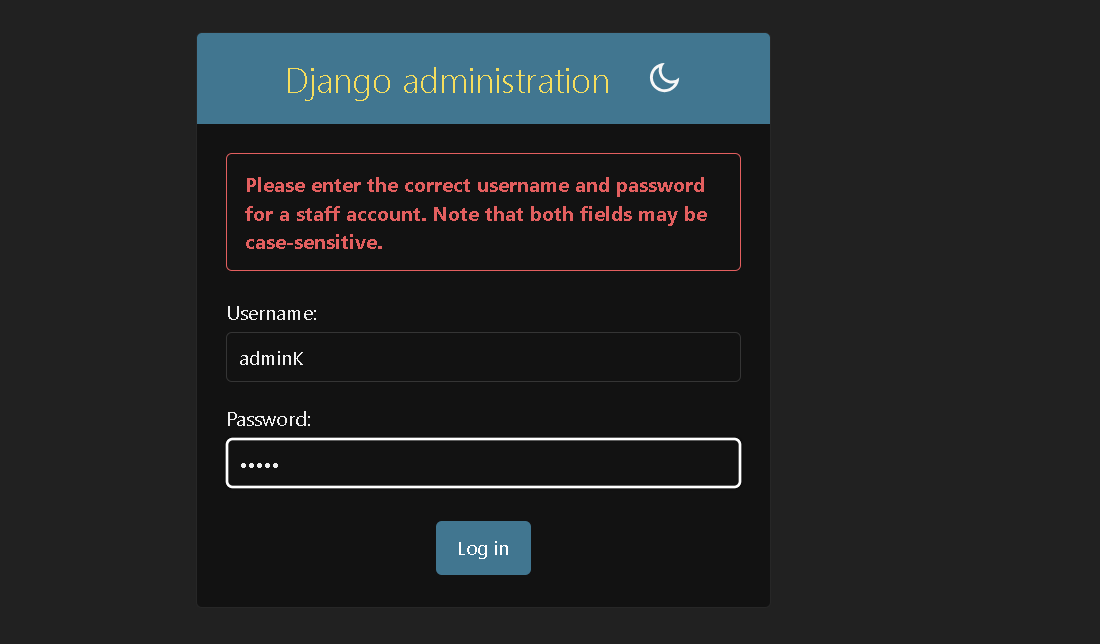 Django administration
Please enter the correct username and password
for a staff account. Note that both fields may be
case-sensitive.
Username:
adminK
Password:
•••••
Log in